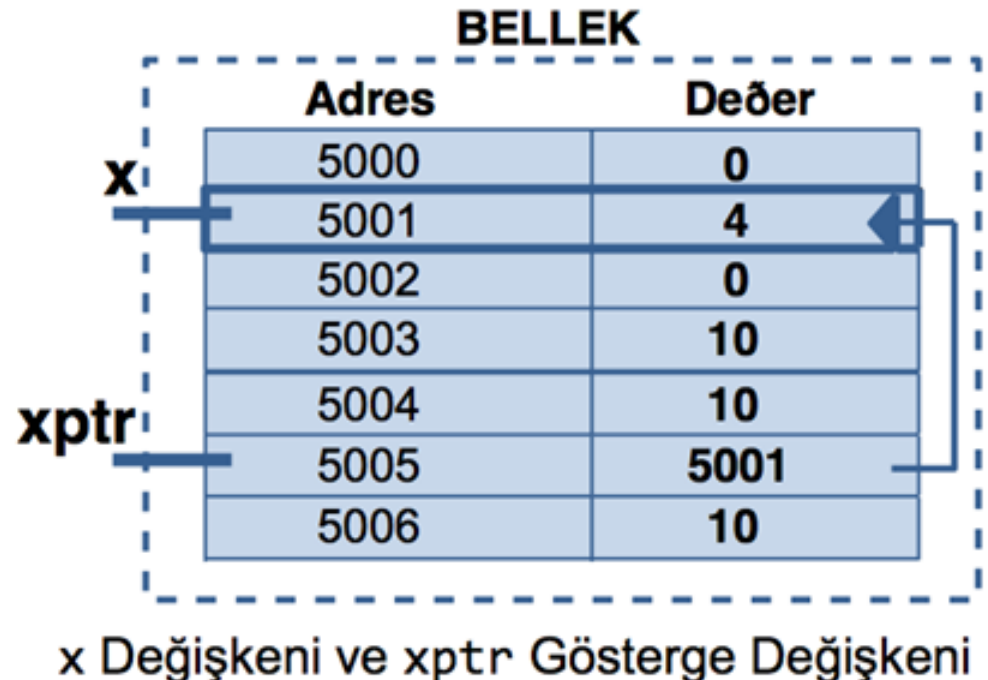 BELLEK
Adres Deðer
5000 0
x
5001 4
5002 0
5003 10
5004 10
xptr
5005 5001
5006 10
x Değişkeni ve xptr Gösterge Değişkeni